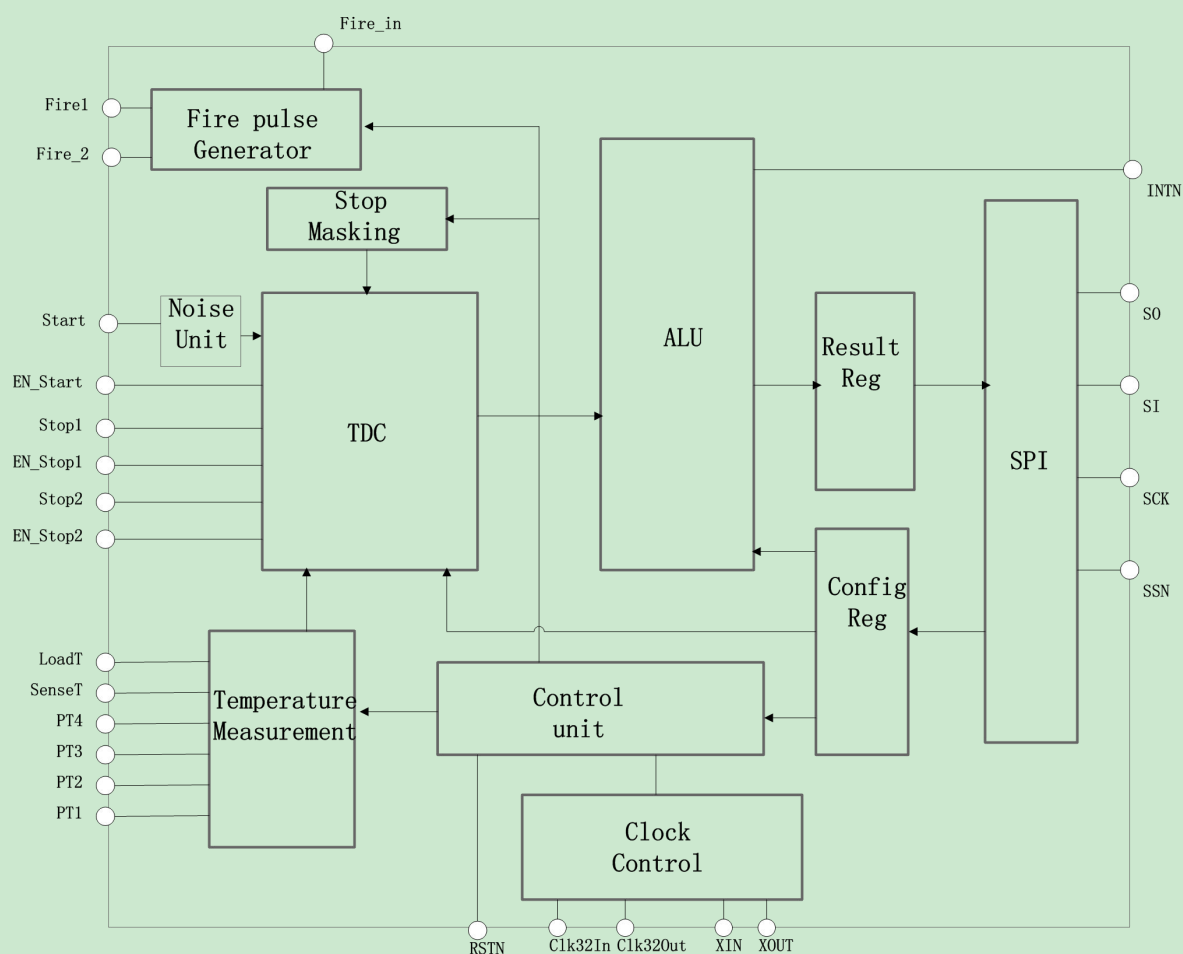 Fire_in
Fire1
Fire pulse
Generator
Fire_2
INTN
Stop
Masking
Start
Noise
Unit
SO
ALU
Result
Reg
EN_Start
SI
Stop1
TDC
EN_Stop1
SPI
Stop2
SCK
EN_Stop2
Config
Reg
SSN
LoadT
SenseT
Temperature
Measurement
Control
unit
PT4
PT3
PT2
PT1
Clock
Control
RSTN
Clk32In
Clk32Out
XIN
XOUT